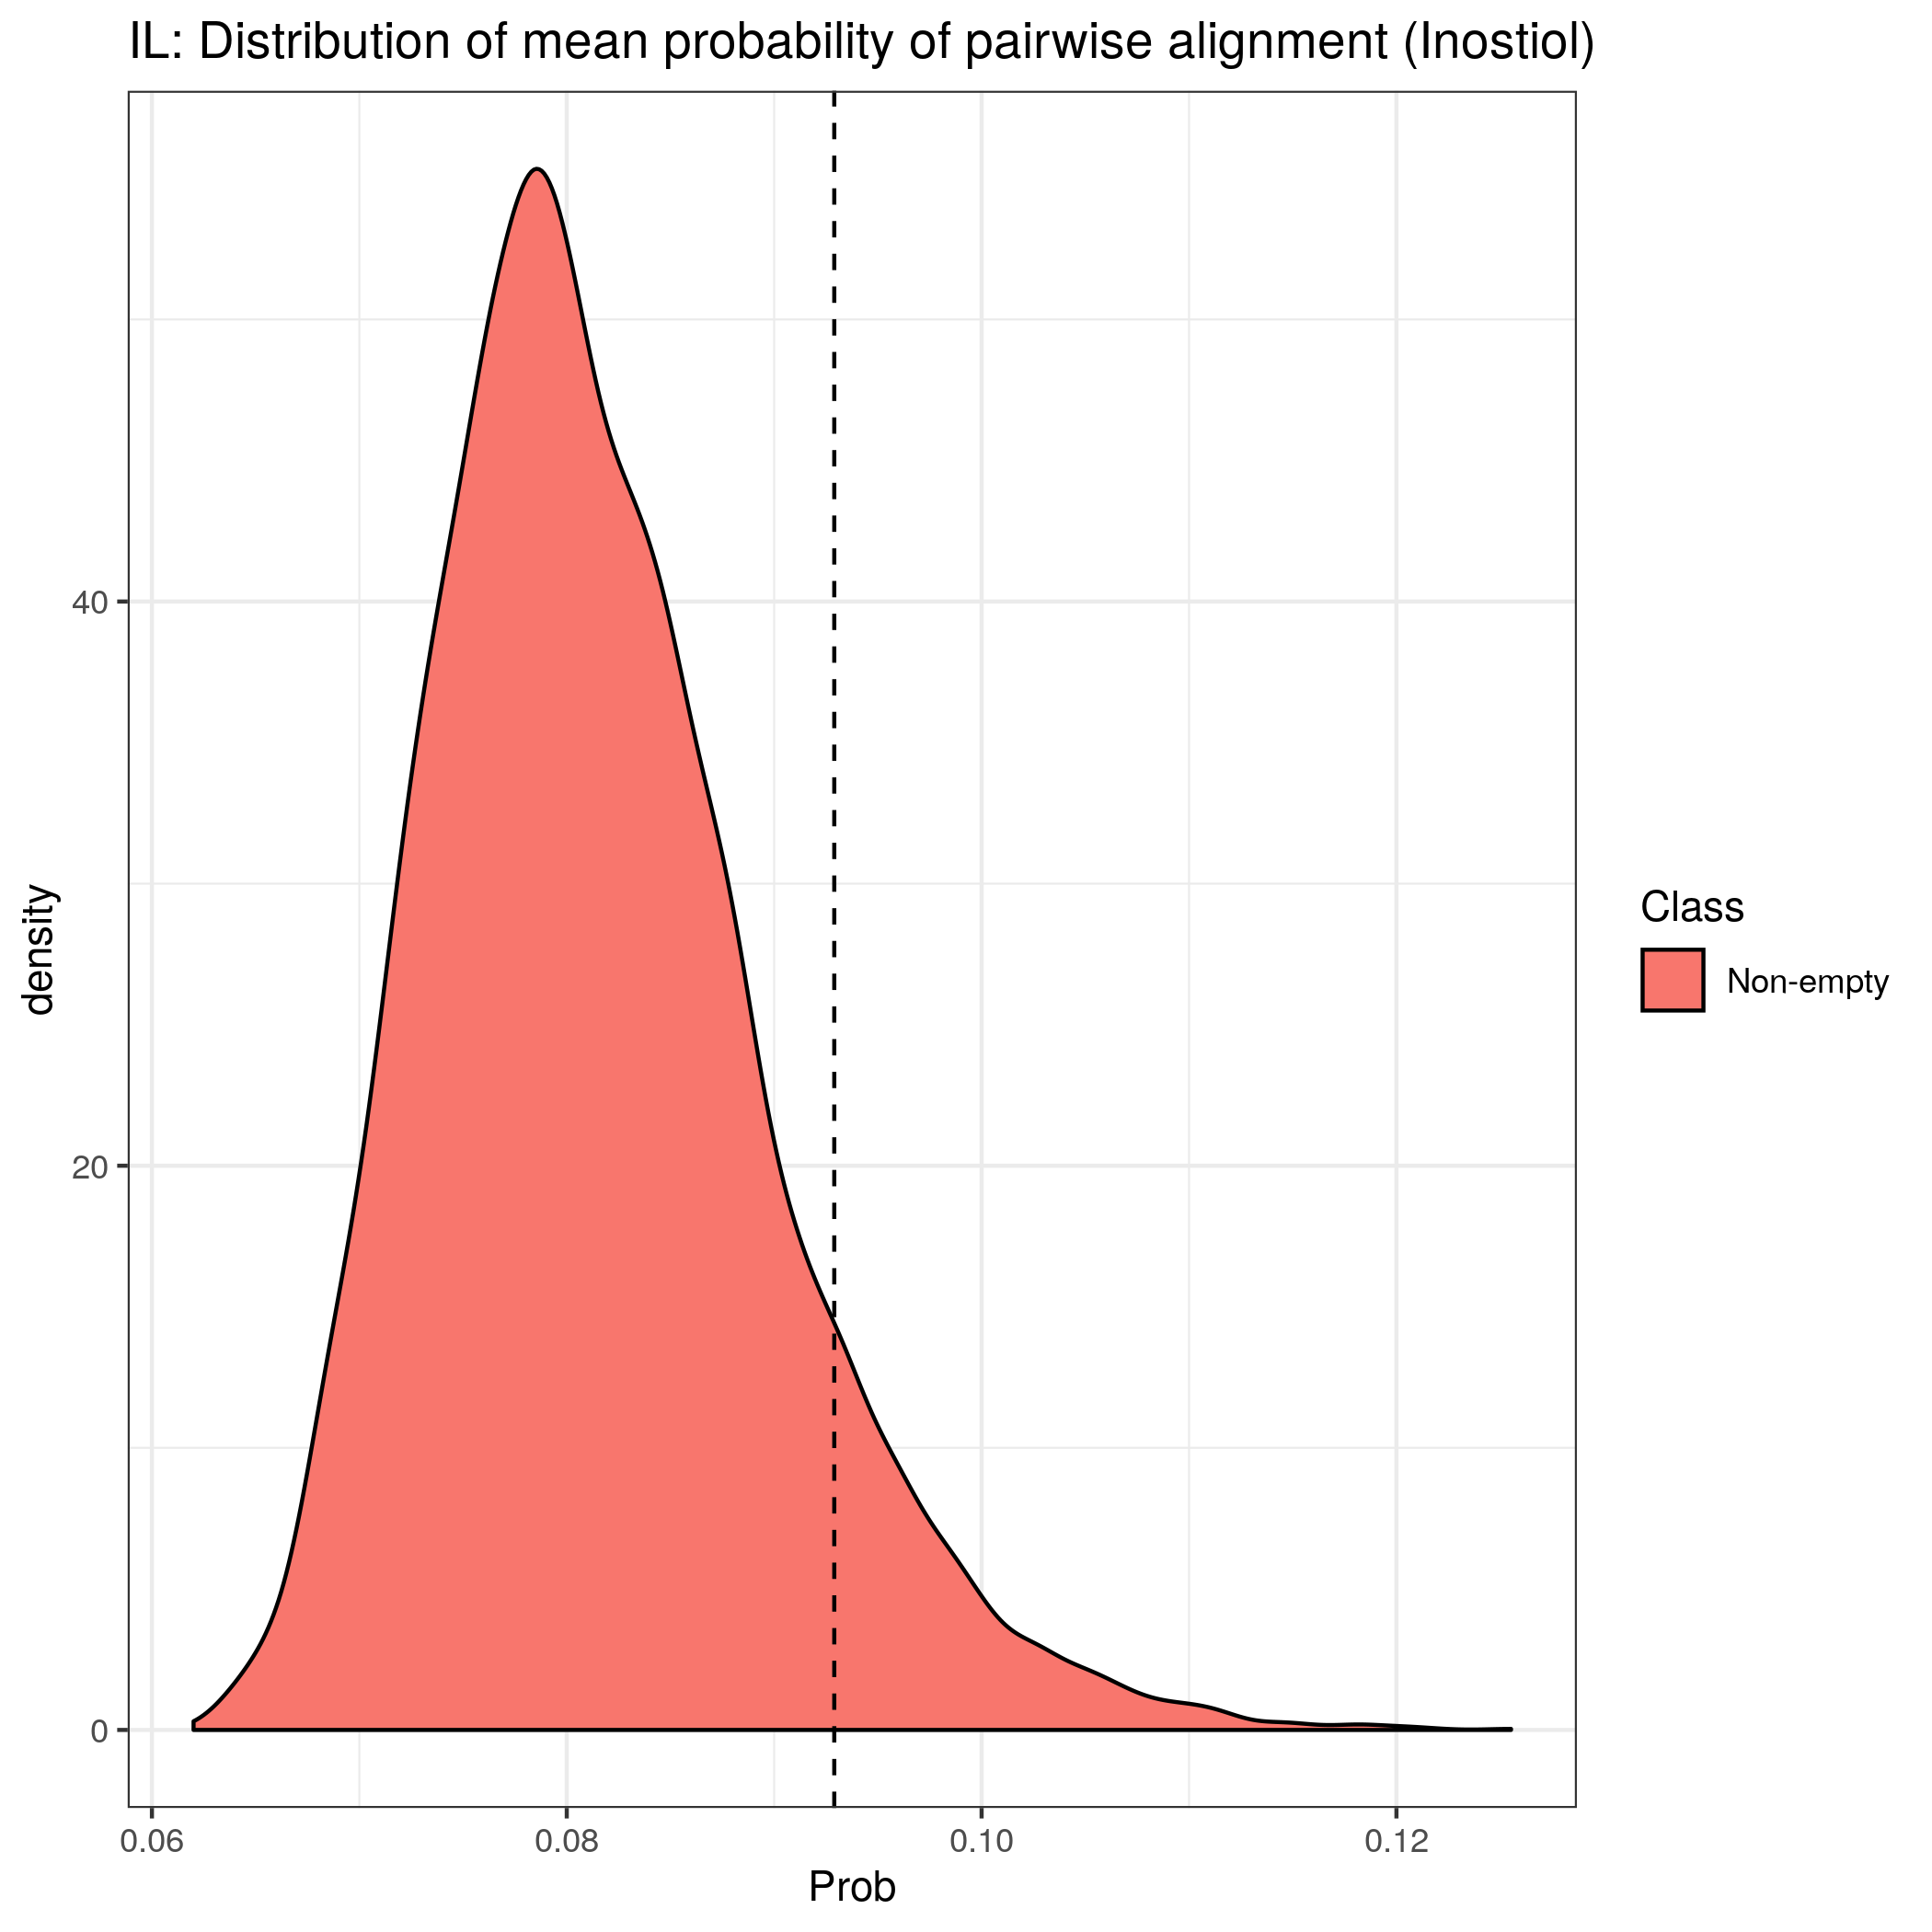 IL: Distribution of mean probability of pairwise alignment (Inostiol)
density
40
20
0
0.06
0.08
0.10
0.12
Prob
Class
Non-empty